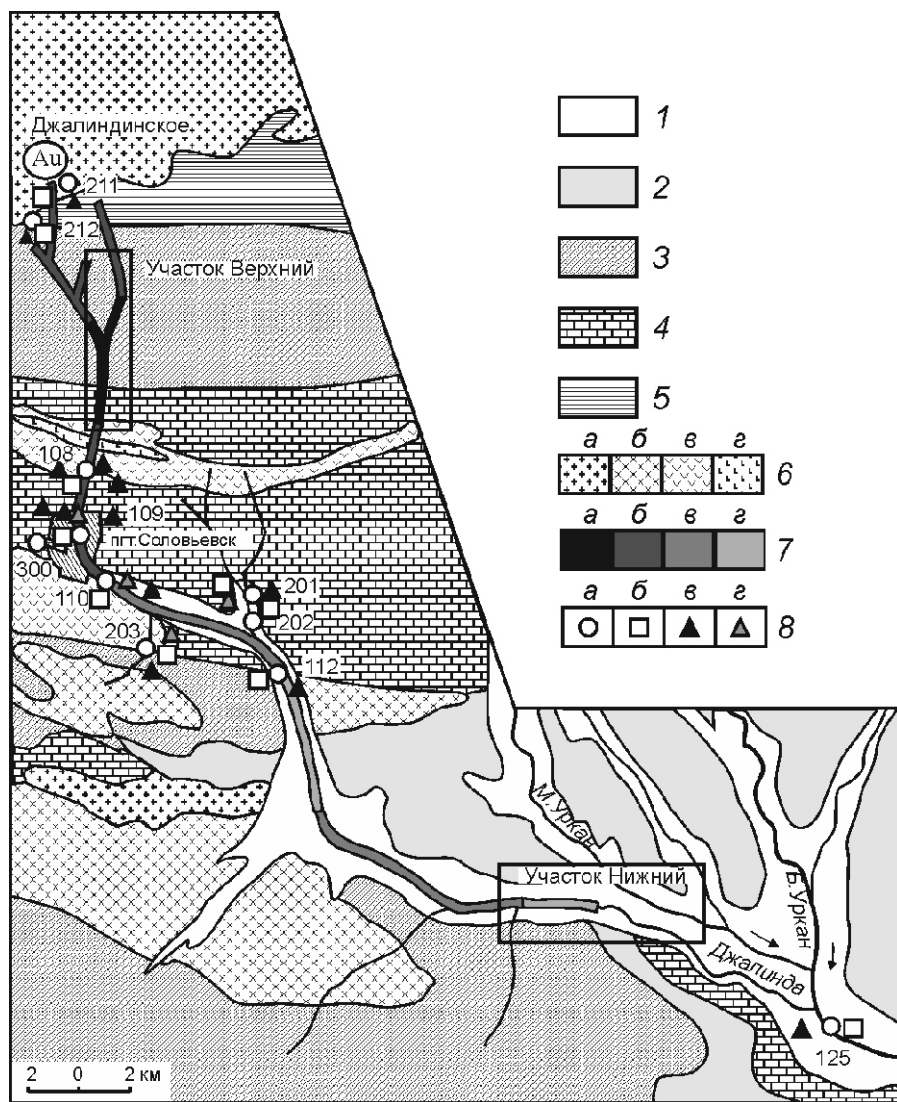 Джалиндинское
Au
211
212
Участок Верхний
108
109
пгт.Соловьевск
300
110
201
202
203
112
М.Уркан
Б.Уркан
Участок Нижний
Джалинда
125
2 0 2 км
1
2
3
4
5
а б в г
6
а б в г
7
а б в г
8